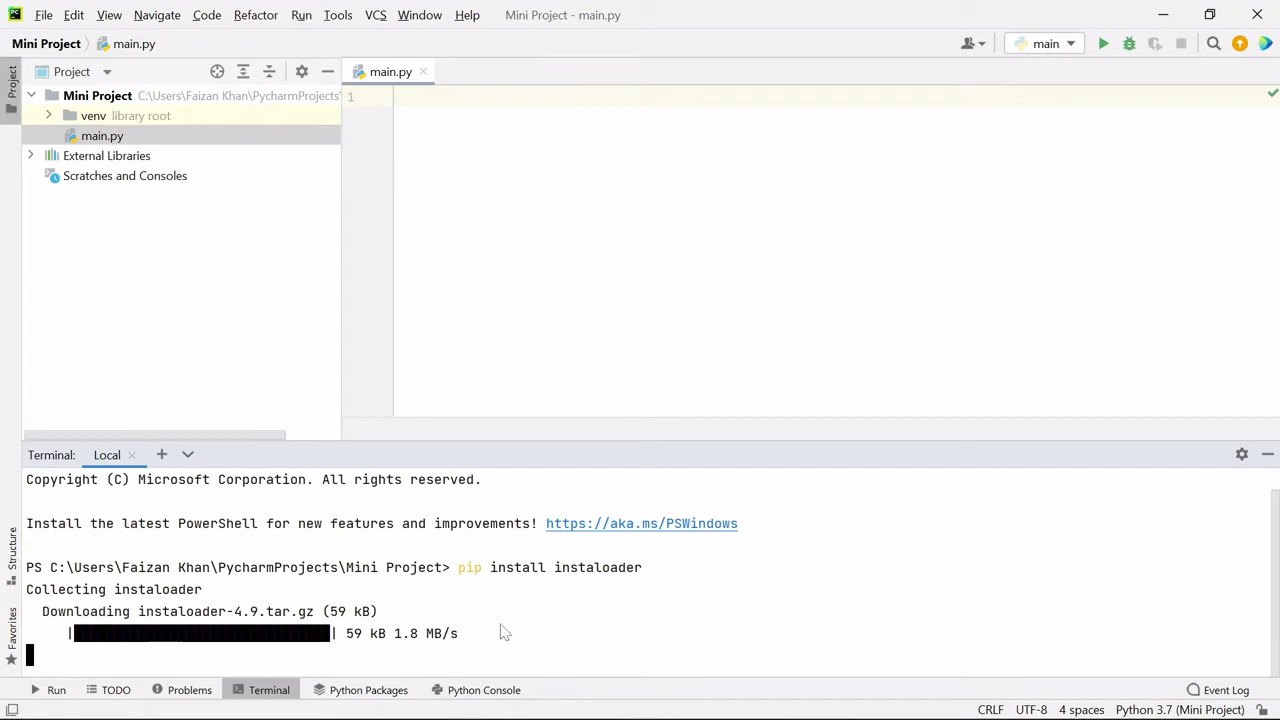 PC File Edit View Navigate Code Refactor Run Tools VCS Window Help Mini Project - main.py
Mini Project main.py main
Project Project main.py
Mini Project C:\Users\Faizan Khan\PycharmProjects\ 1
venv library root
main.py
External Libraries
Scratches and Consoles
Terminal: Local
Copyright (C) Microsoft Corporation. All rights reserved.
Install the latest PowerShell for new features and improvements! https://aka.ms/PSWindows
PS C:\Users\Faizan Khan\PycharmProjects\Mini Project> pip install instaloader
Collecting instaloader
Downloading instaloader-4.9.tar.gz (59 kB)
| | 59 kB 1.8 MB/s
Structure
Favorites
Run TODO Problems Terminal Python Packages Python Console Event Log
CRLF UTF-8 4 spaces Python 3.7 (Mini Project)